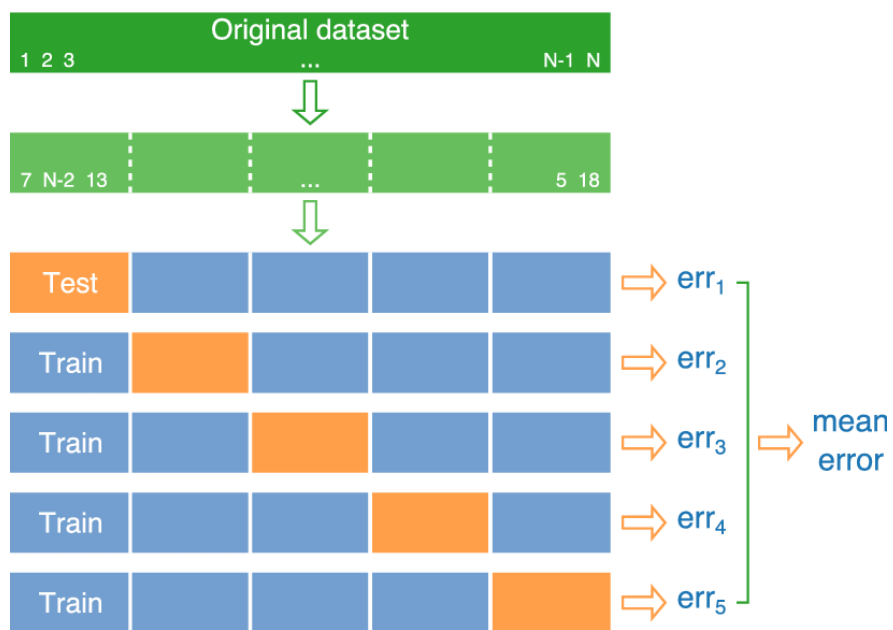 Original dataset
1 2 3 ... N-1 N
7 N-2 13 ... 5 18
Test err₁
Train err₂
Train err₃
mean
error
Train err₄
Train err₅